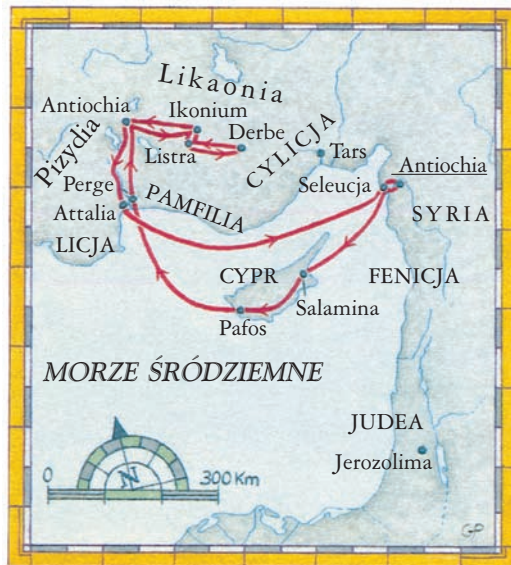 Likaonia
Antiochia
Ikonium
Derbe
Pizydia
Listra
CYLICJA
Tars
Antiochia
Seleucja
Perge
PAMFILIA
Attalia
SYRIA
LICJA
CYPR
FENICJA
Salamina
Pafos
MORZE ŚRÓDZIEMNE
JUDEA
Jerozolima
N
0
300 Km
GP